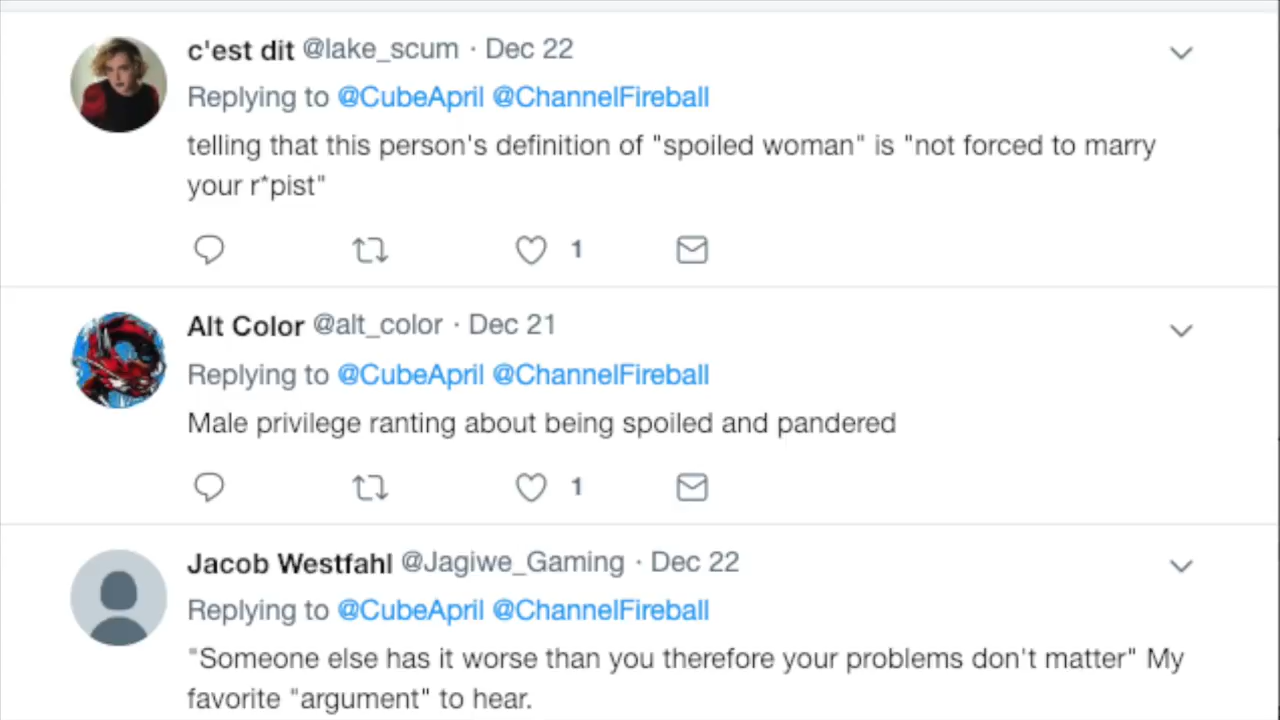 c'est dit @lake_scum · Dec 22
Replying to @CubeApril @ChannelFireball
telling that this person's definition of "spoiled woman" is "not forced to marry
your r*pist"
1
Alt Color @alt_color · Dec 21
Replying to @CubeApril @ChannelFireball
Male privilege ranting about being spoiled and pandered
1
Jacob Westfahl @Jagiwe_Gaming · Dec 22
Replying to @CubeApril @ChannelFireball
"Someone else has it worse than you therefore your problems don't matter" My
favorite "argument" to hear.